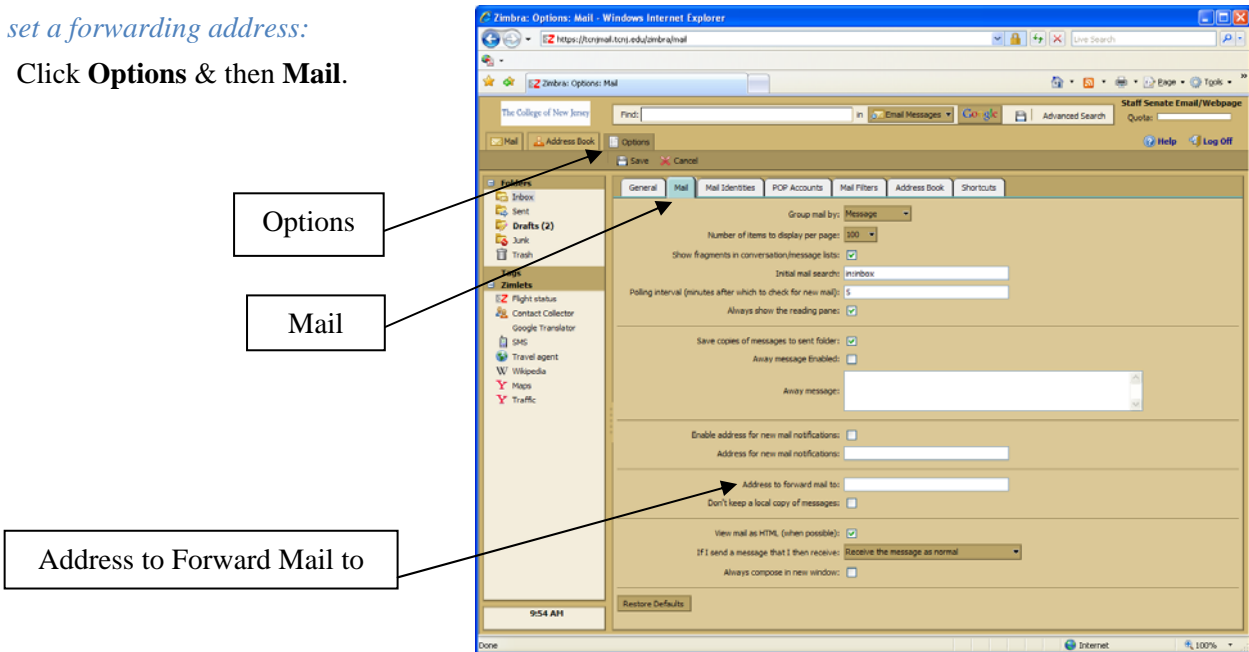 set a forwarding address:
Click Options & then Mail.
Options
Mail
Address to Forward Mail to
Zimbra: Options: Mail - Windows Internet Explorer
https://tcnjmail.tcnj.edu/zimbra/mail
Live Search
Zimbra: Options: Mail
Page
Tools
The College of New Jersey
Find:
in
Email Messages
Google
Advanced Search
Staff Senate Email/Webpage
Quota:
Mail
Address Book
Options
Help
Log Off
Save
Cancel
Folders
Inbox
Sent
Drafts (2)
Junk
Trash
Tags
Zimlets
Flight status
Contact Collector
Google Translator
SMS
Travel agent
Wikipedia
Maps
Traffic
9:54 AM
General
Mail
Mail Identities
POP Accounts
Mail Filters
Address Book
Shortcuts
Group mail by: Message
Number of items to display per page: 100
Show fragments in conversation/message lists:
Initial mail search: in:inbox
Polling interval (minutes after which to check for new mail): 5
Always show the reading pane:
Save copies of messages to sent folder:
Away message Enabled:
Away message:
Enable address for new mail notifications:
Address for new mail notifications:
Address to forward mail to:
Don't keep a local copy of messages:
View mail as HTML (when possible):
If I send a message that I then receive: Receive the message as normal
Always compose in new window:
Restore Defaults
Done
Internet
100%